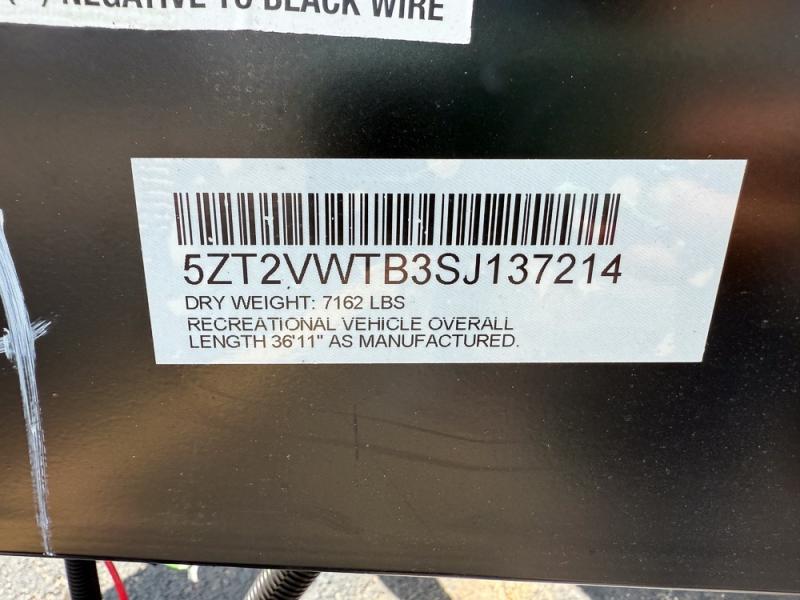 NEGATIVE TO BLACK WIRE
5ZT2VWTB3SJ137214
DRY WEIGHT: 7162 LBS
RECREATIONAL VEHICLE OVERALL
LENGTH 36'11" AS MANUFACTURED.